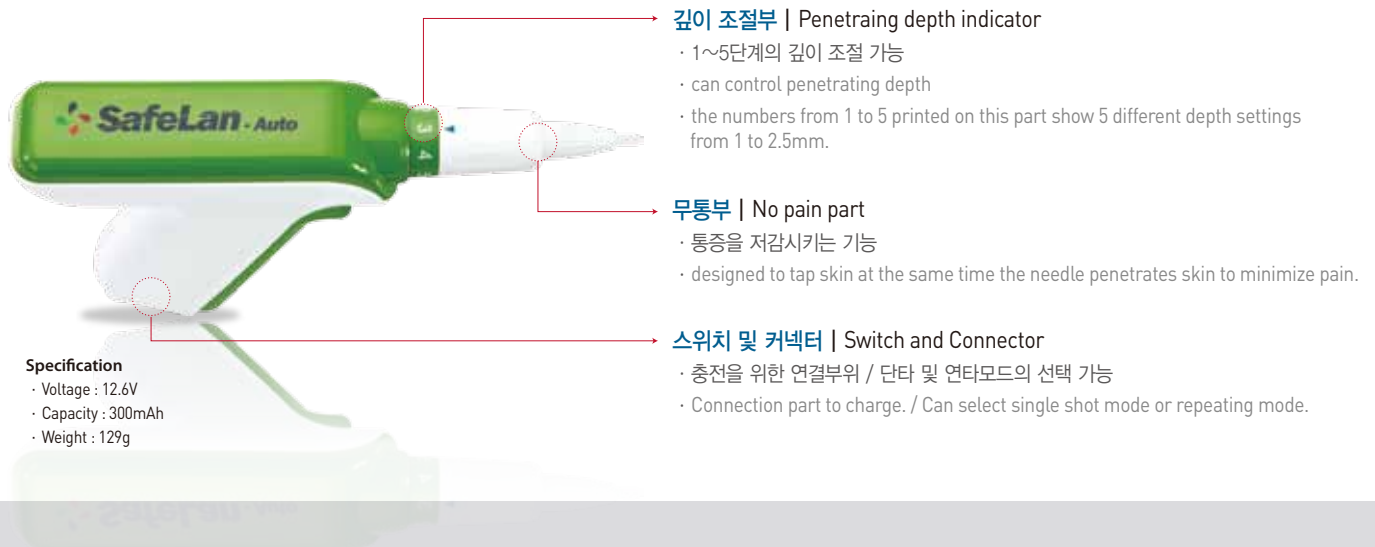 SafeLan - Auto
3
4
깊이 조절부 | Penetraing depth indicator
· 1~5단계의 깊이 조절 가능
· can control penetrating depth
· the numbers from 1 to 5 printed on this part show 5 different depth settings
from 1 to 2.5mm.
무통부 | No pain part
· 통증을 저감시키는 기능
· designed to tap skin at the same time the needle penetrates skin to minimize pain.
스위치 및 커넥터 | Switch and Connector
· 충전을 위한 연결부위 / 단타 및 연타모드의 선택 가능
· Connection part to charge. / Can select single shot mode or repeating mode.
Specification
· Voltage : 12.6V
· Capacity : 300mAh
· Weight : 129g